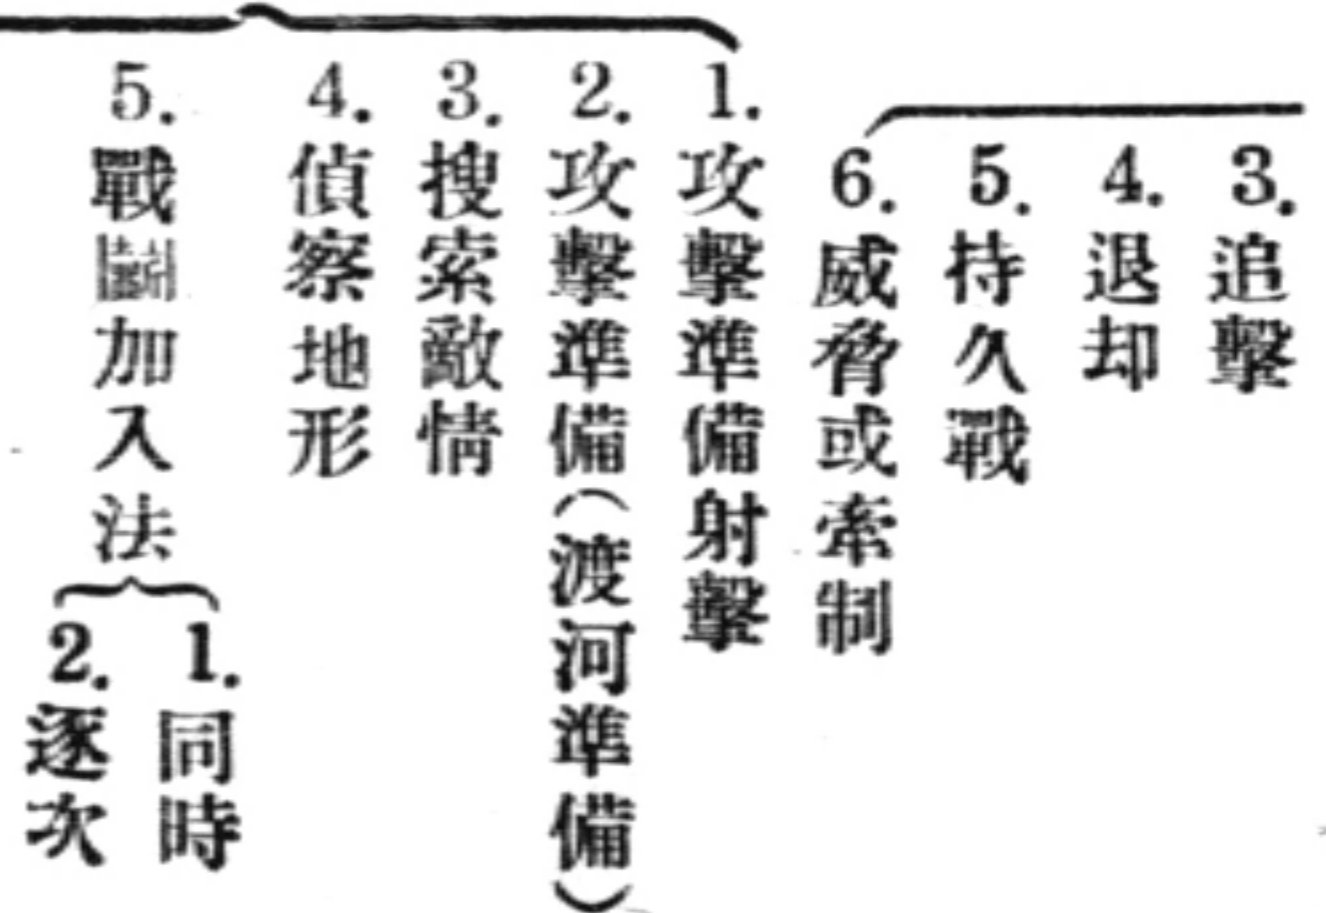 3.追擊
4.退却
5.持久戰
6.威脅或牽制
1.攻擊準備射擊
2.攻擊準備(渡河準備)
3.搜索敵情
4.偵察地形
5.戰鬪加入法
1.同時
2.逐次